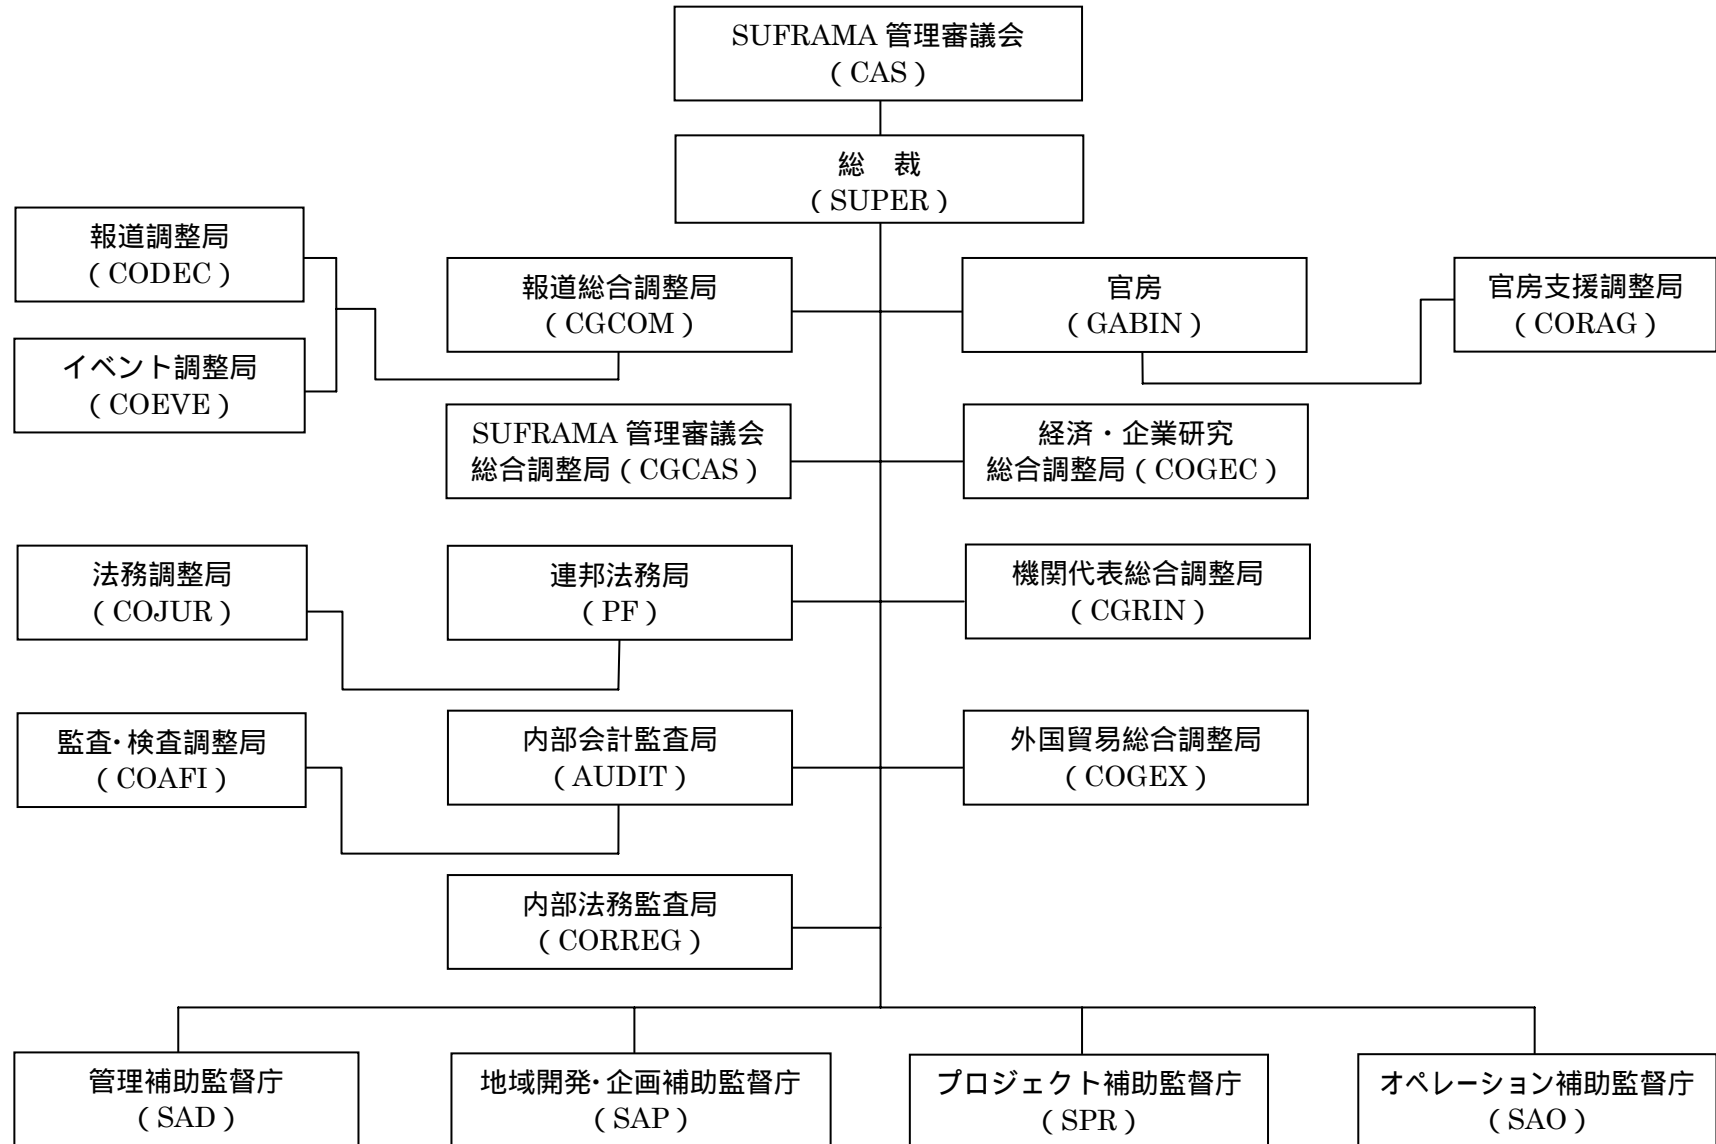 SUFRAMA 管理審議会
( CAS )
総　裁
( SUPER )
報道調整局
( CODEC )
報道総合調整局
( CGCOM )
官房
( GABIN )
官房支援調整局
( CORAG )
イベント調整局
( COEVE )
SUFRAMA 管理審議会
総合調整局 ( CGCAS )
経済・企業研究
総合調整局 ( COGEC )
法務調整局
( COJUR )
連邦法務局
( PF )
機関代表総合調整局
( CGRIN )
監査・検査調整局
( COAFI )
内部会計監査局
( AUDIT )
外国貿易総合調整局
( COGEX )
内部法務監査局
( CORREG )
管理補助監督庁
( SAD )
地域開発・企画補助監督庁
( SAP )
プロジェクト補助監督庁
( SPR )
オペレーション補助監督庁
( SAO )